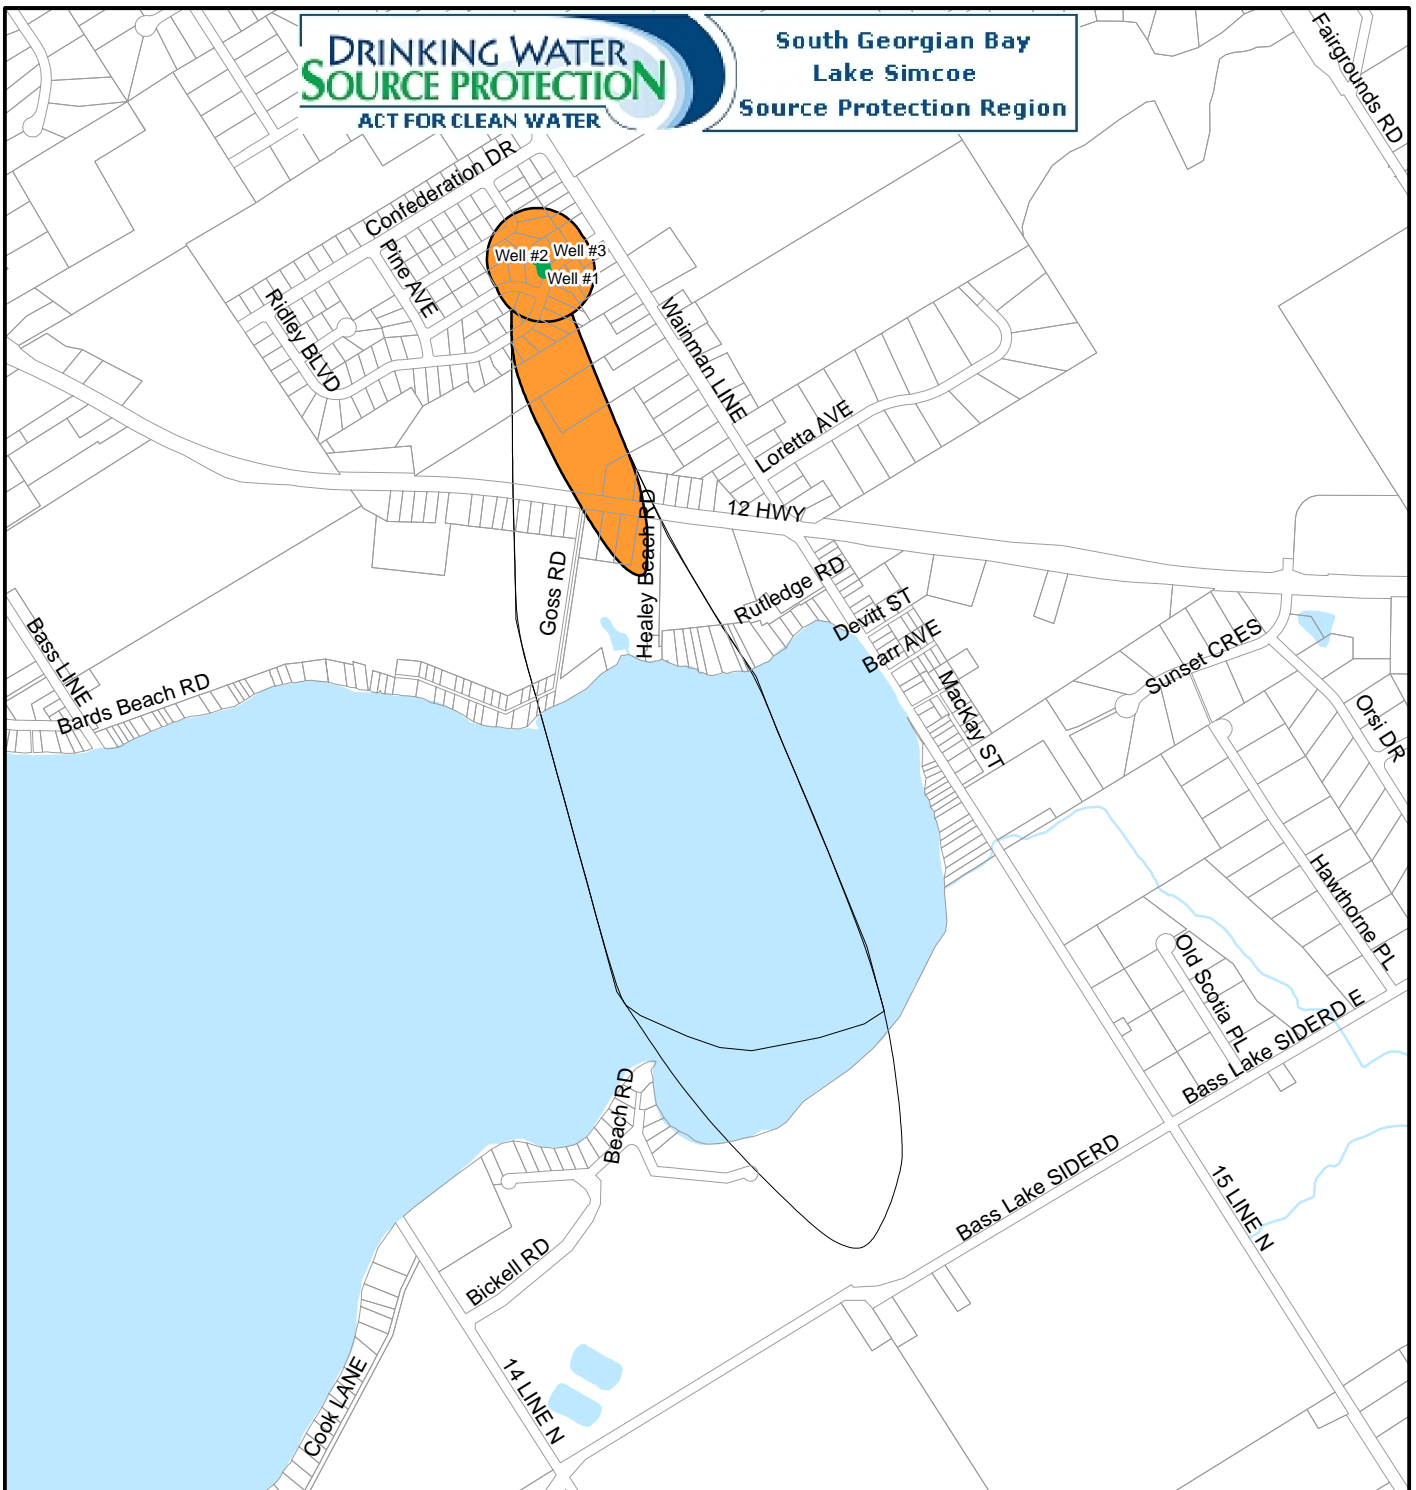 DRINKING WATER
SOURCE PROTECTION
ACT FOR CLEAN WATER
South Georgian Bay
Lake Simcoe
Source Protection Region
Fairgrounds RD
Confederation DR
Pine AVE
Ridley BLVD
Well #2
Well #3
Well #1
Wainman LINE
Loretta AVE
12 HWY
Goss RD
Healey Beach RD
Rutledge RD
Devitt ST
Barr AVE
MacKay ST
Sunset CRES
Orsi DR
Bass LINE
Bards Beach RD
Hawthorne PL
Old Scotia PL
Bass Lake SIDERD E
Beach RD
Bass Lake SIDERD
15 LINE N
Bickell RD
14 LINE N
Cook LANE